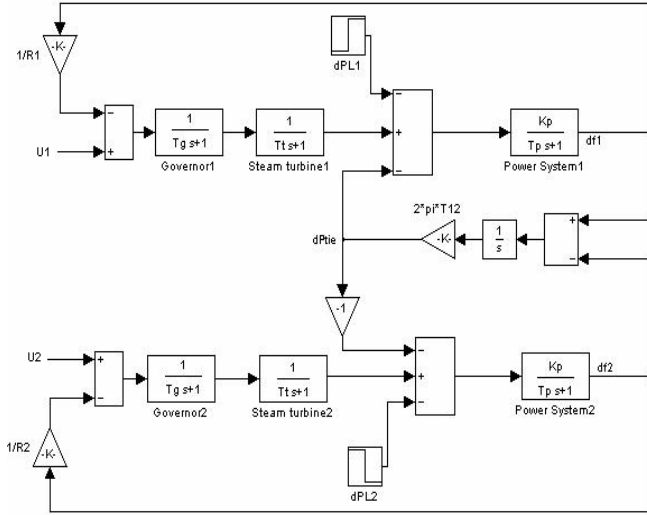 -K-
1/R1
dPL1
−
+
U1
1
Tg s+1
Governor1
1
Tt s+1
Steam turbine1
−
+
−
Kp
Tp s+1
Power System1
df1
2*pi*T12
dPtie
-K-
1
s
+
−
-1
U2
+
−
1
Tg s+1
Governor2
1
Tt s+1
Steam turbine2
−
+
−
Kp
Tp s+1
Power System2
df2
1/R2
-K-
dPL2